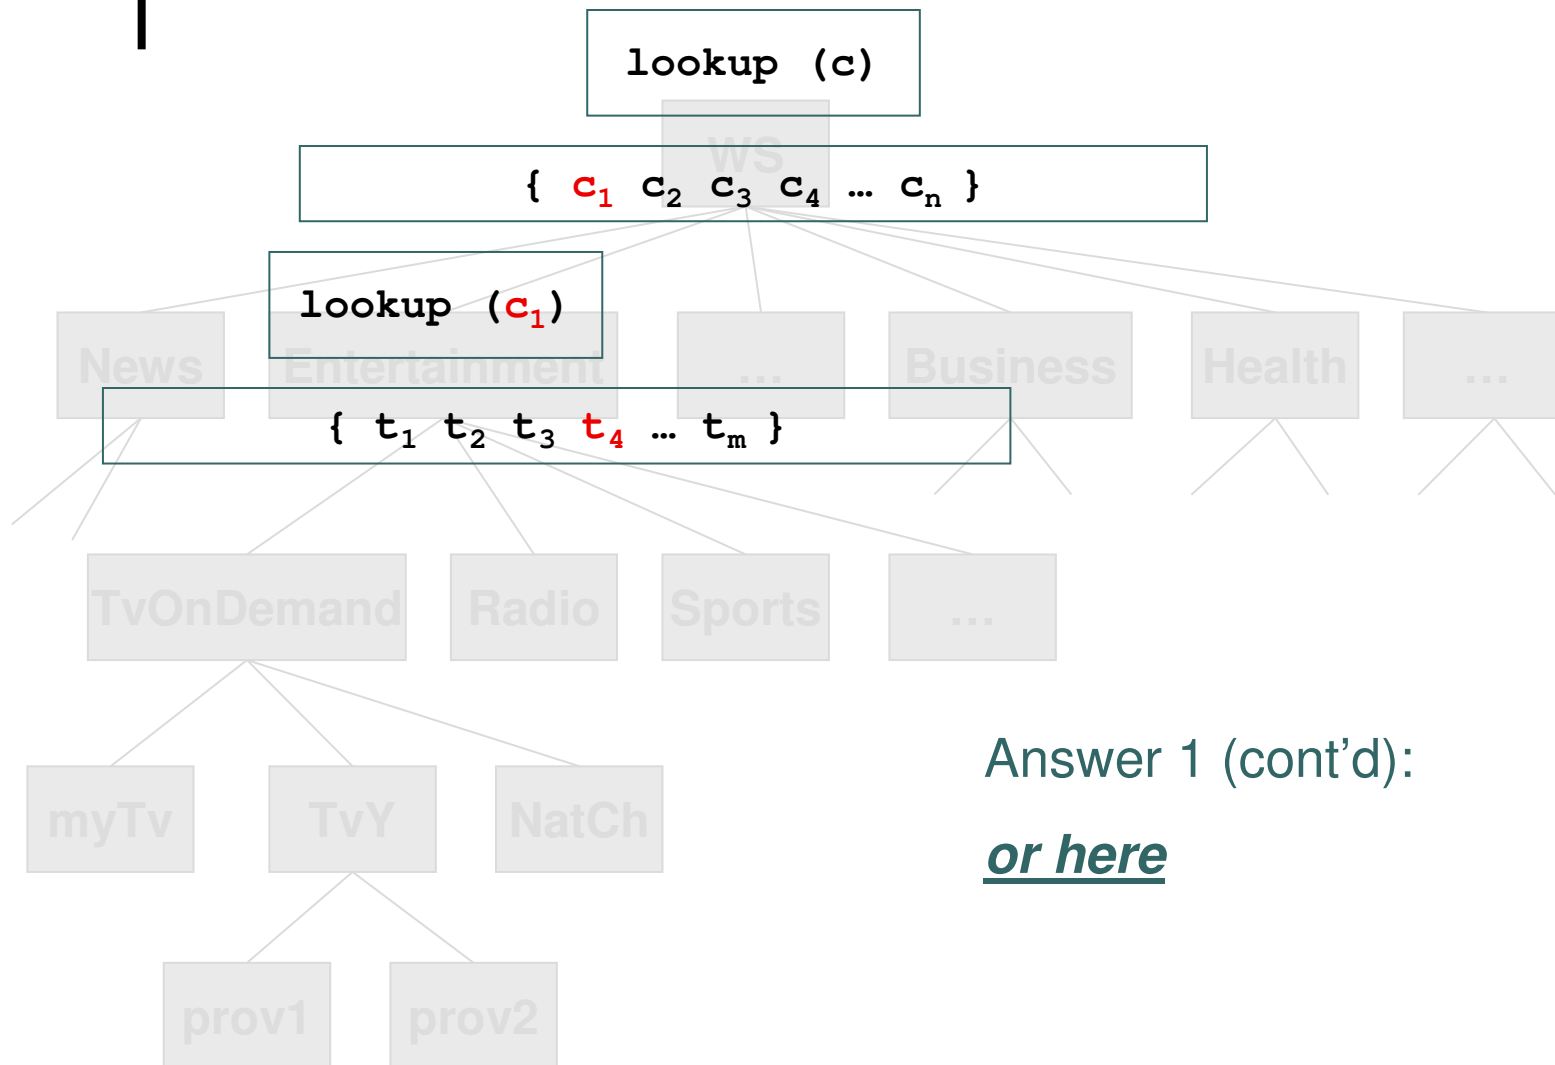 lookup (c)
WS
{ c₁ c₂ c₃ c₄ … cₙ }
lookup (c₁)
News Entertainment … Business Health …
{ t₁ t₂ t₃ t₄ … tₘ }
TvOnDemand Radio Sports …
Answer 1 (cont’d):
myTv TvY NatCh
or here
prov1 prov2